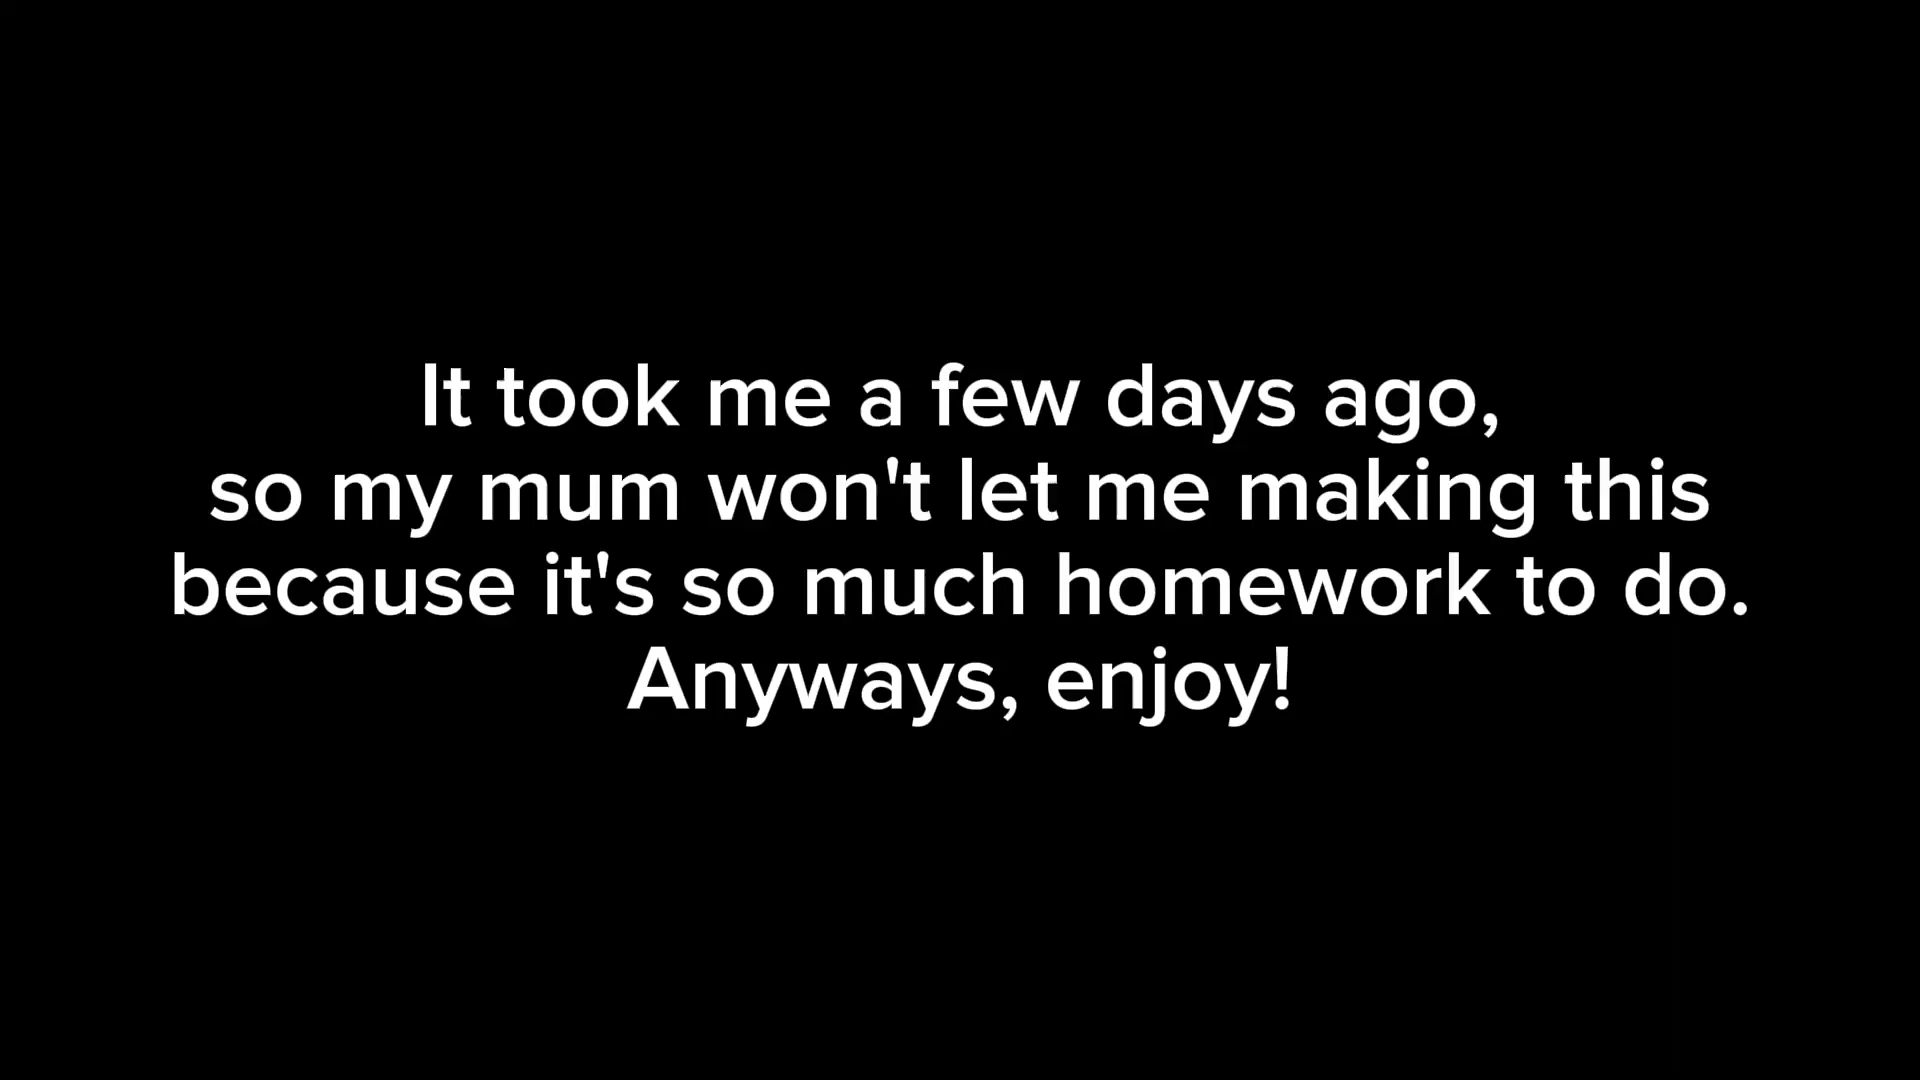 It took me a few days ago,
so my mum won't let me making this
because it's so much homework to do.
Anyways, enjoy!